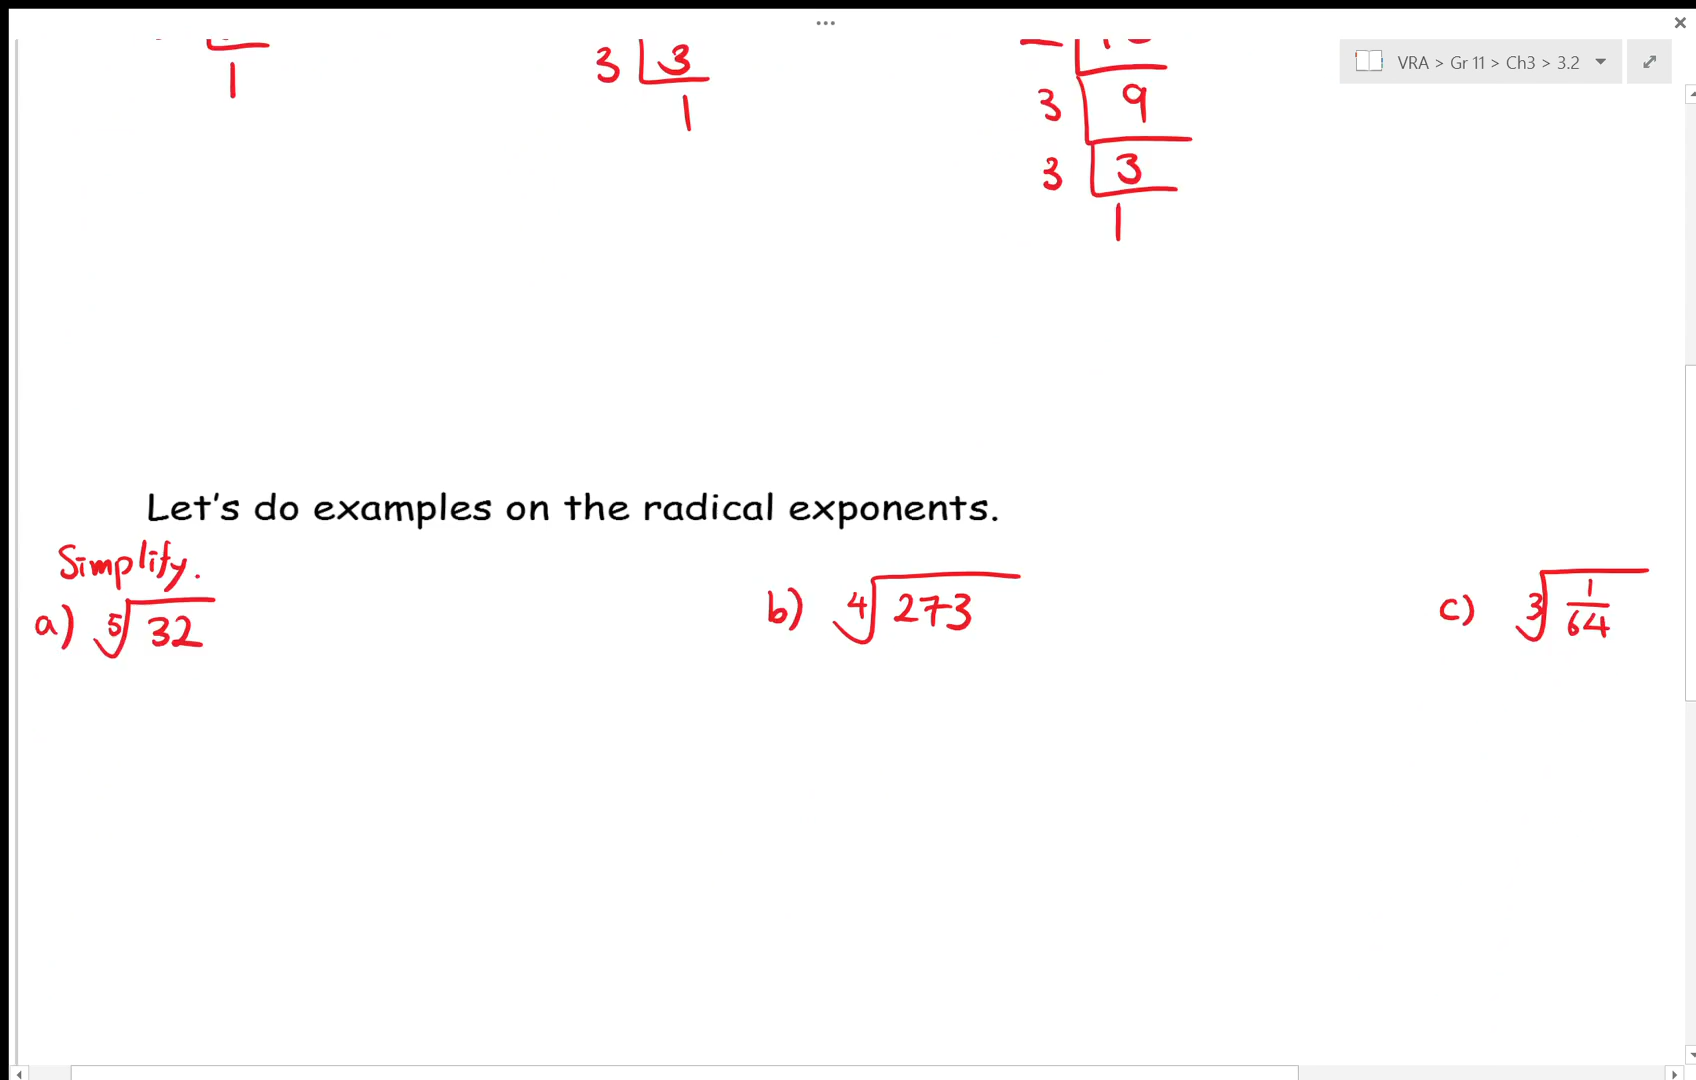 VRA > Gr 11 > Ch3 > 3.2
1
3 3
1
3 9
3 3
1
Let's do examples on the radical exponents.
Simplify.
a) ⁵√32 b) ⁴√273 c) ³√(1/64)